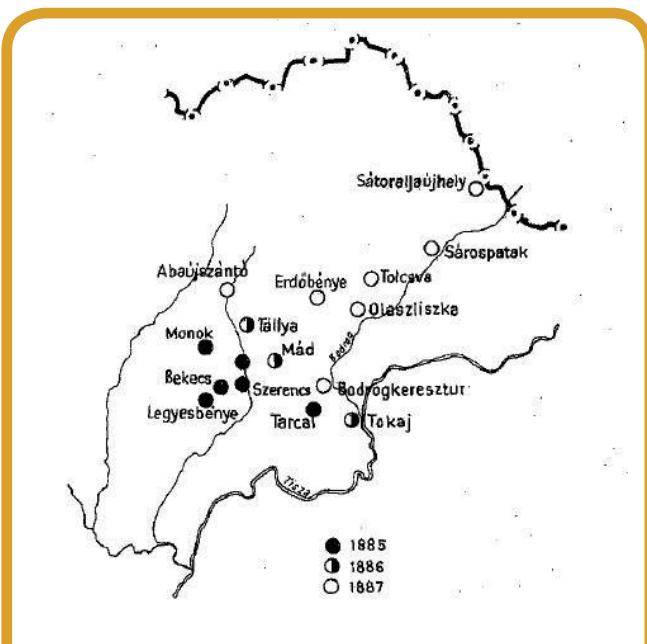 Sátoraljaújhely
Sárospatak
Abaújszántó
Erdőbénye
Tolcsva
Olaszliszka
Tállya
Monok
Mád
Bodrog
Bekecs
Szerencs
Bodrogkeresztur
Legyesbénye
Tarcal
Tokaj
Tisza
1885
1886
1887